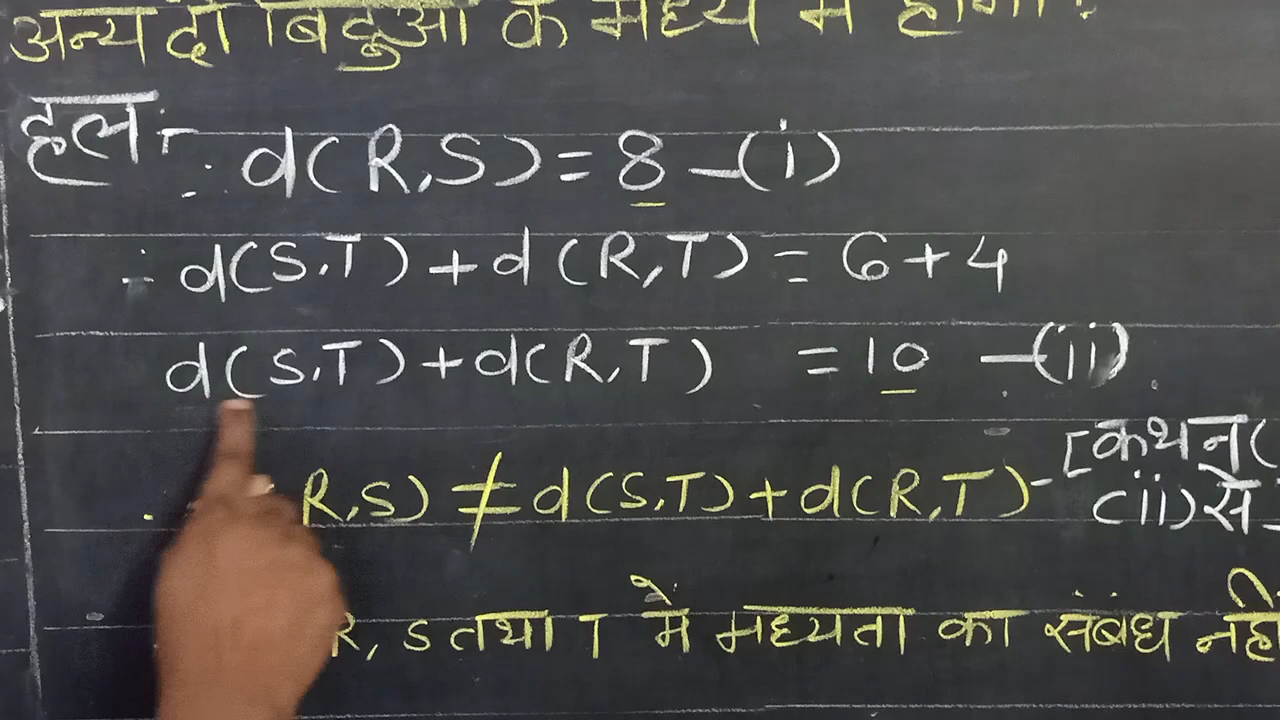 अन्य दो बिंदुओं के मध्य में होगा?
हल :- ∵ d(R,S) = 8 —(i)
∴ d(S,T) + d(R,T) = 6+4
d(S,T) + d(R,T) = 10 —(ii)
R,S) ≠ d(S,T) + d(R,T) - [कथन (
(ii) से
R, S तथा T में मध्यता का संबंध नही